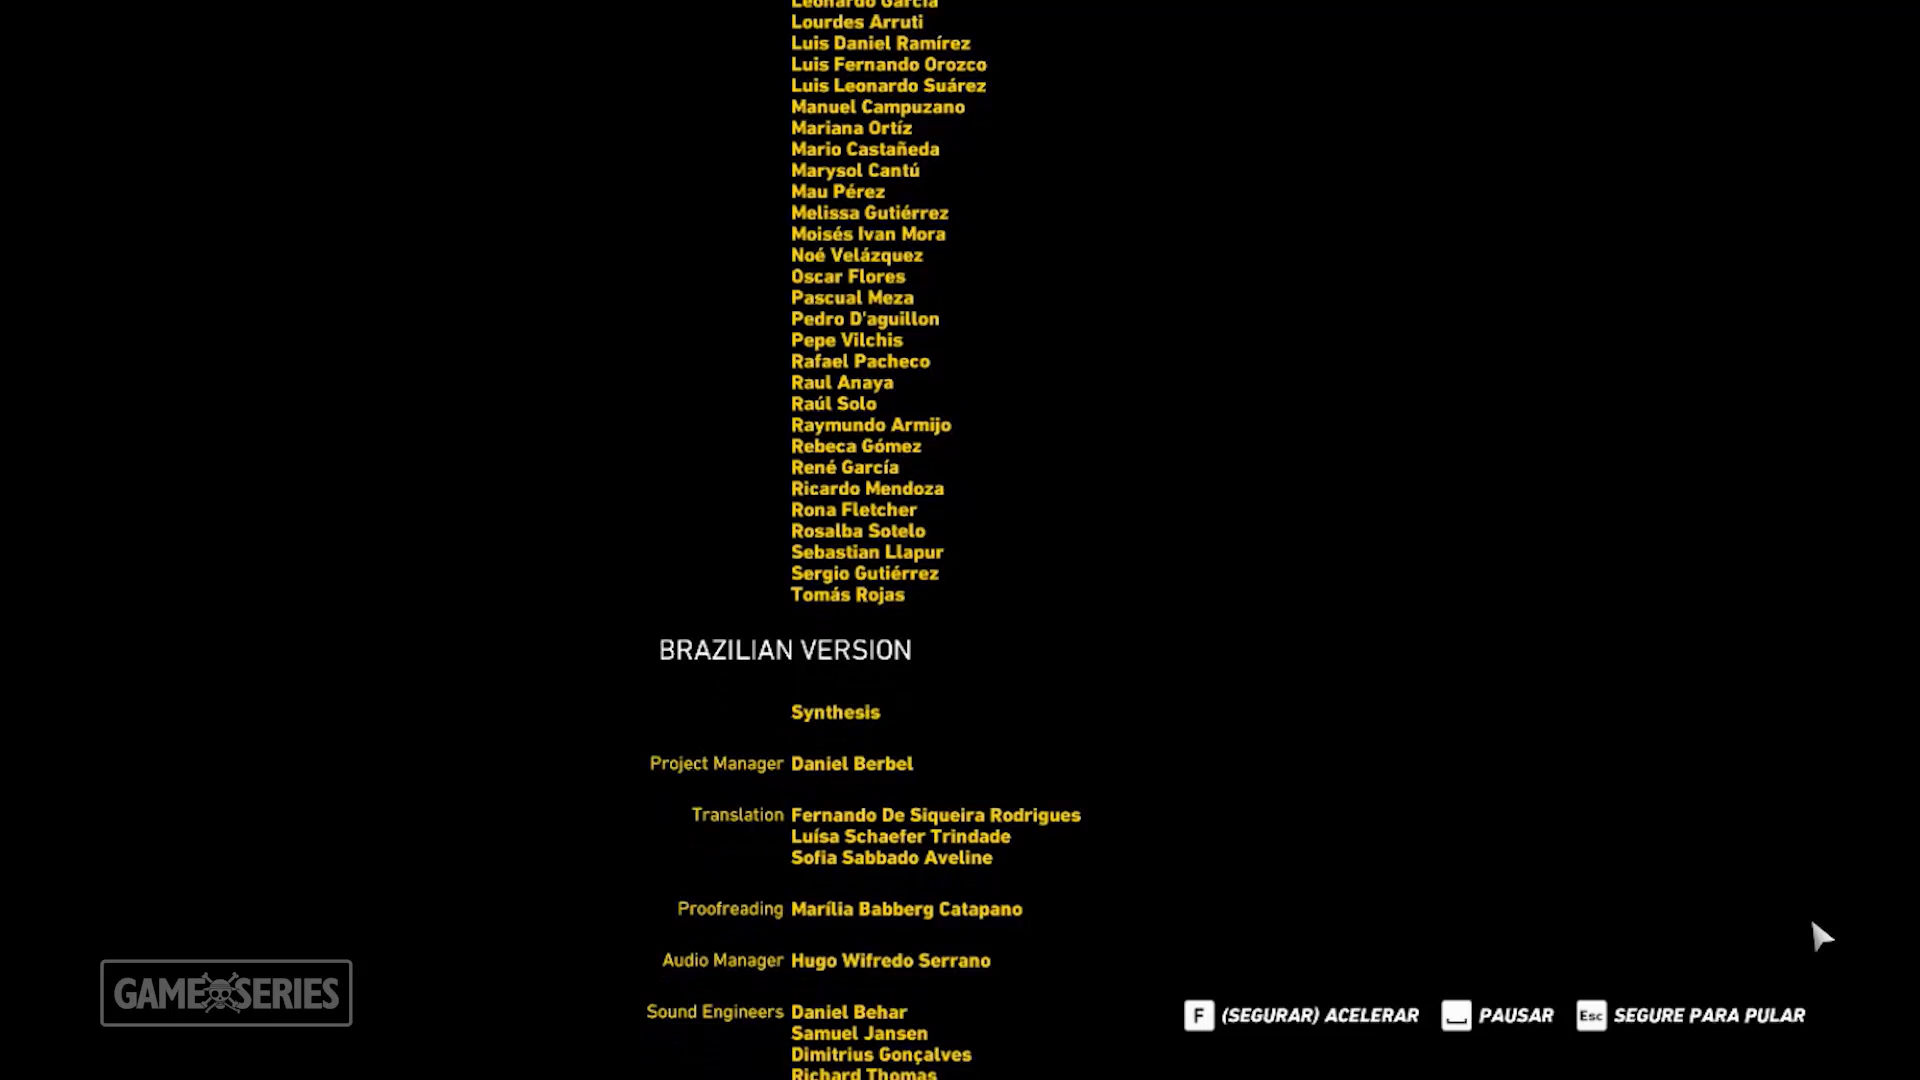 Leonardo García
Lourdes Arruti
Luis Daniel Ramírez
Luis Fernando Orozco
Luis Leonardo Suárez
Manuel Campuzano
Mariana Ortíz
Mario Castañeda
Marysol Cantú
Mau Pérez
Melissa Gutiérrez
Moisés Ivan Mora
Noé Velázquez
Oscar Flores
Pascual Meza
Pedro D'aguillon
Pepe Vilchis
Rafael Pacheco
Raul Anaya
Raúl Solo
Raymundo Armijo
Rebeca Gómez
René García
Ricardo Mendoza
Rona Fletcher
Rosalba Sotelo
Sebastian Llapur
Sergio Gutiérrez
Tomás Rojas
BRAZILIAN VERSION
Synthesis
Project Manager Daniel Berbel
Translation Fernando De Siqueira Rodrigues
Luísa Schaefer Trindade
Sofia Sabbado Aveline
Proofreading Marília Babberg Catapano
Audio Manager Hugo Wifredo Serrano
Sound Engineers Daniel Behar
Samuel Jansen
Dimitrius Gonçalves
Richard Thomas
GAME SERIES
F (SEGURAR) ACELERAR PAUSAR Esc SEGURE PARA PULAR